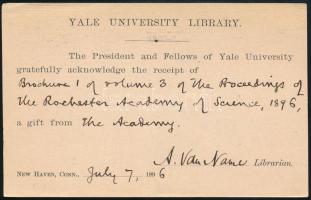 YALE UNIVERSITY LIBRARY.
The President and Fellows of Yale University
gratefully acknowledge the receipt of
Brochure 1 of volume 3 of the Proceedings of
the Rochester Academy of Science, 1896,
a gift from the Academy.
A. Van Name Librarian.
NEW HAVEN, CONN., July 7, 1896